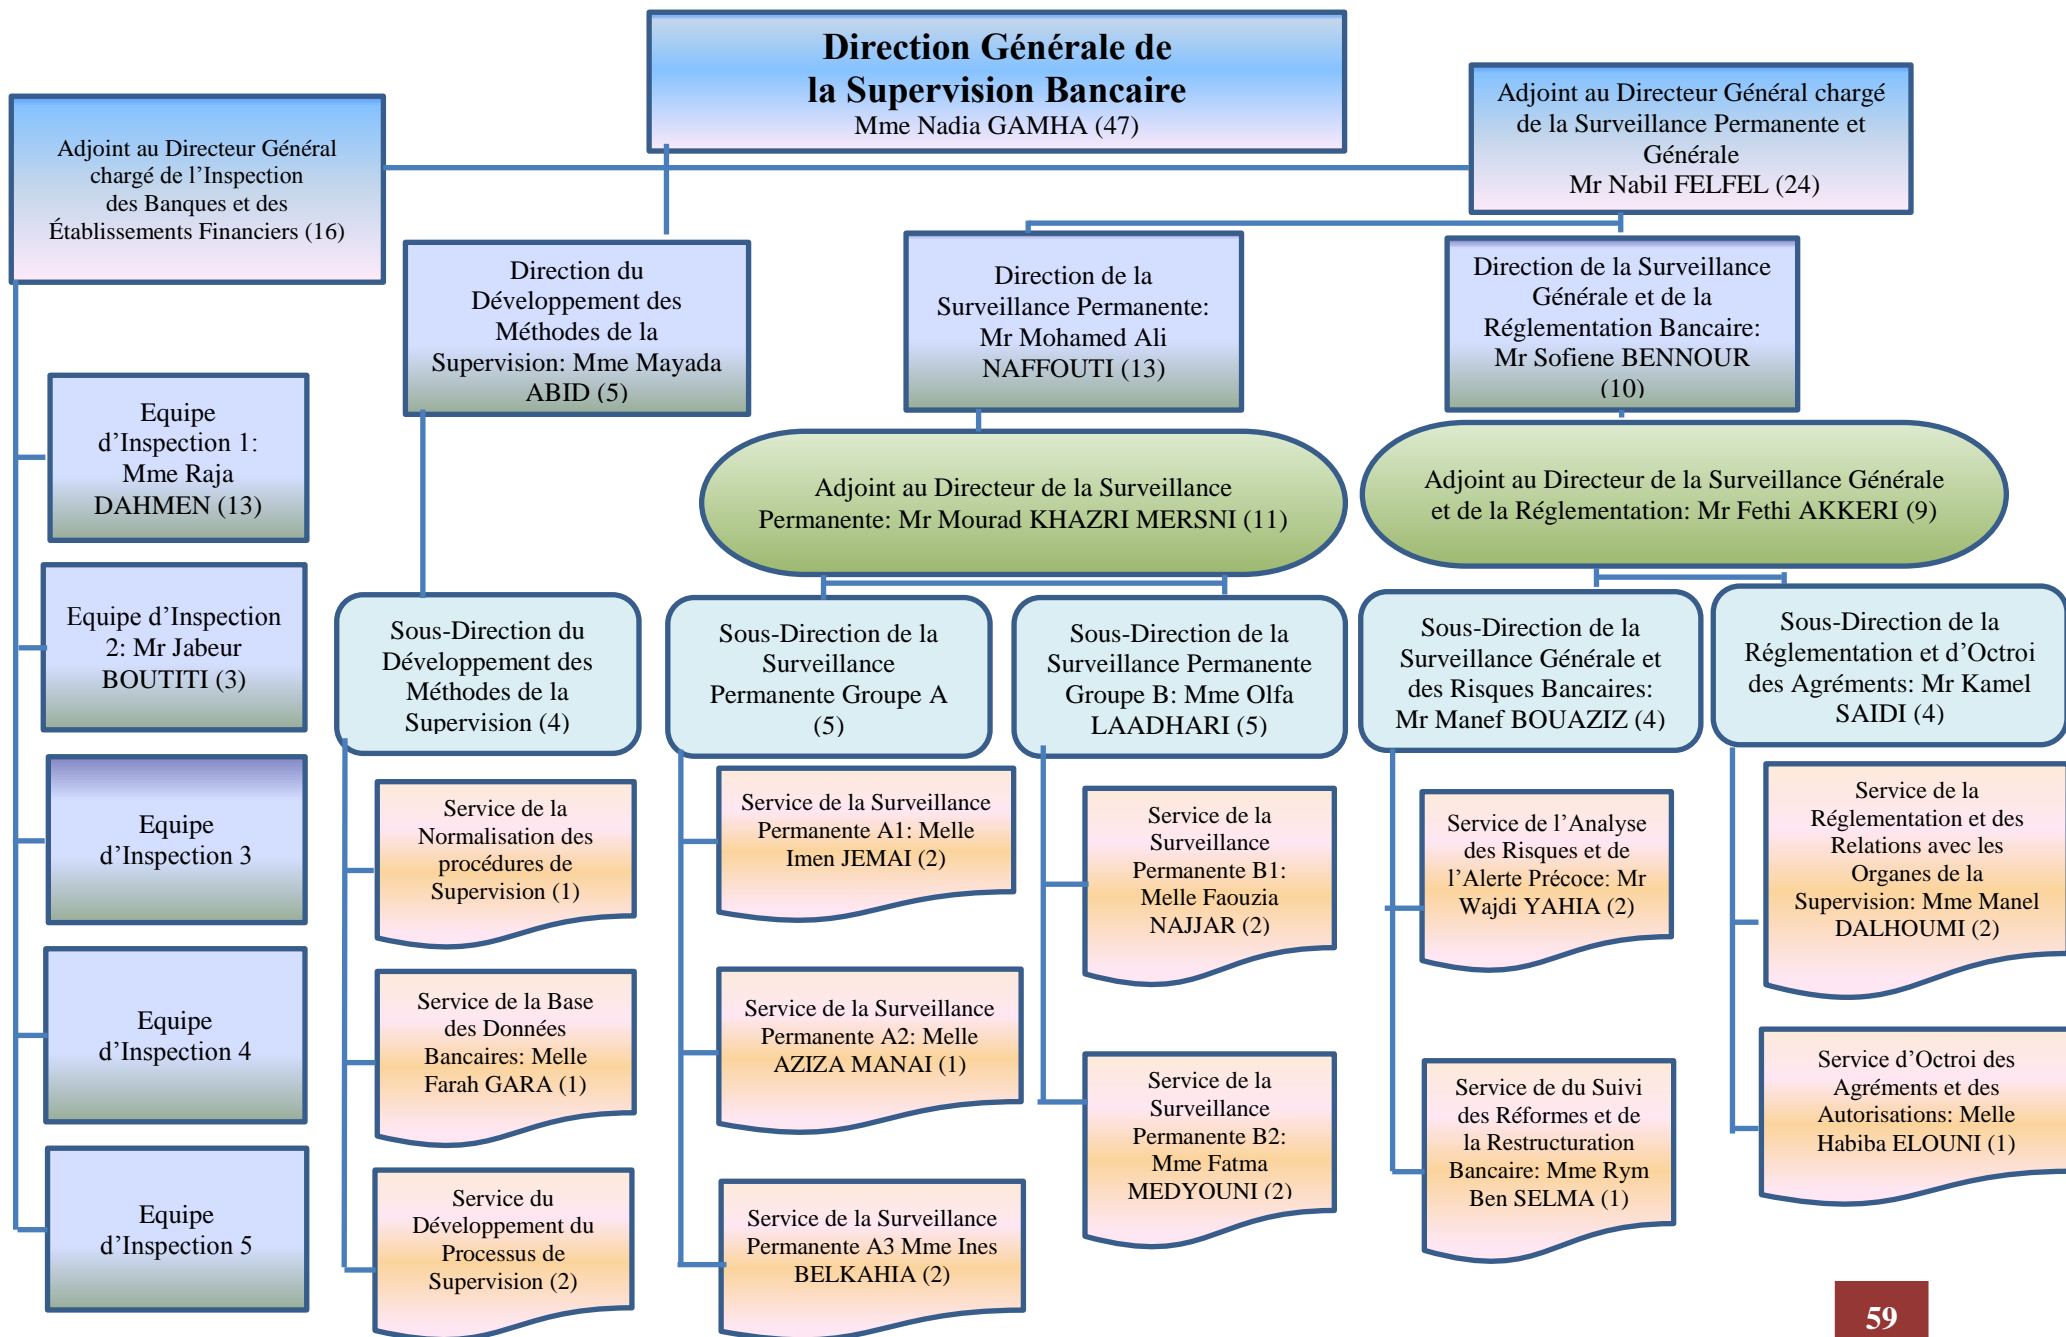 Direction Générale de
la Supervision Bancaire
Mme Nadia GAMHA (47)
Adjoint au Directeur Général
chargé de l’Inspection
des Banques et des
Établissements Financiers (16)
Adjoint au Directeur Général chargé
de la Surveillance Permanente et
Générale
Mr Nabil FELFEL (24)
Direction du
Développement des
Méthodes de la
Supervision: Mme Mayada
ABID (5)
Direction de la
Surveillance Permanente:
Mr Mohamed Ali
NAFFOUTI (13)
Direction de la Surveillance
Générale et de la
Réglementation Bancaire:
Mr Sofiene BENNOUR
(10)
Adjoint au Directeur de la Surveillance
Permanente: Mr Mourad KHAZRI MERSNI (11)
Adjoint au Directeur de la Surveillance Générale
et de la Réglementation: Mr Fethi AKKERI (9)
Equipe
d’Inspection 1:
Mme Raja
DAHMEN (13)
Equipe d’Inspection
2: Mr Jabeur
BOUTITI (3)
Equipe
d’Inspection 3
Equipe
d’Inspection 4
Equipe
d’Inspection 5
Sous-Direction du
Développement des
Méthodes de la
Supervision (4)
Service de la
Normalisation des
procédures de
Supervision (1)
Service de la Base
des Données
Bancaires: Melle
Farah GARA (1)
Service du
Développement du
Processus de
Supervision (2)
Sous-Direction de la
Surveillance
Permanente Groupe A
(5)
Service de la Surveillance
Permanente A1: Melle
Imen JEMAI (2)
Service de la Surveillance
Permanente A2: Melle
AZIZA MANAI (1)
Service de la Surveillance
Permanente A3 Mme Ines
BELKAHIA (2)
Sous-Direction de la
Surveillance Permanente
Groupe B: Mme Olfa
LAADHARI (5)
Service de la
Surveillance
Permanente B1:
Melle Faouzia
NAJJAR (2)
Service de la
Surveillance
Permanente B2:
Mme Fatma
MEDYOUNI (2)
Sous-Direction de la
Surveillance Générale et
des Risques Bancaires:
Mr Manef BOUAZIZ (4)
Service de l’Analyse
des Risques et de
l’Alerte Précoce: Mr
Wajdi YAHIA (2)
Service de du Suivi
des Réformes et de
la Restructuration
Bancaire: Mme Rym
Ben SELMA (1)
Sous-Direction de la
Réglementation et d’Octroi
des Agréments: Mr Kamel
SAIDI (4)
Service de la
Réglementation et des
Relations avec les
Organes de la
Supervision: Mme Manel
DALHOUMI (2)
Service d’Octroi des
Agréments et des
Autorisations: Melle
Habiba ELOUNI (1)
59